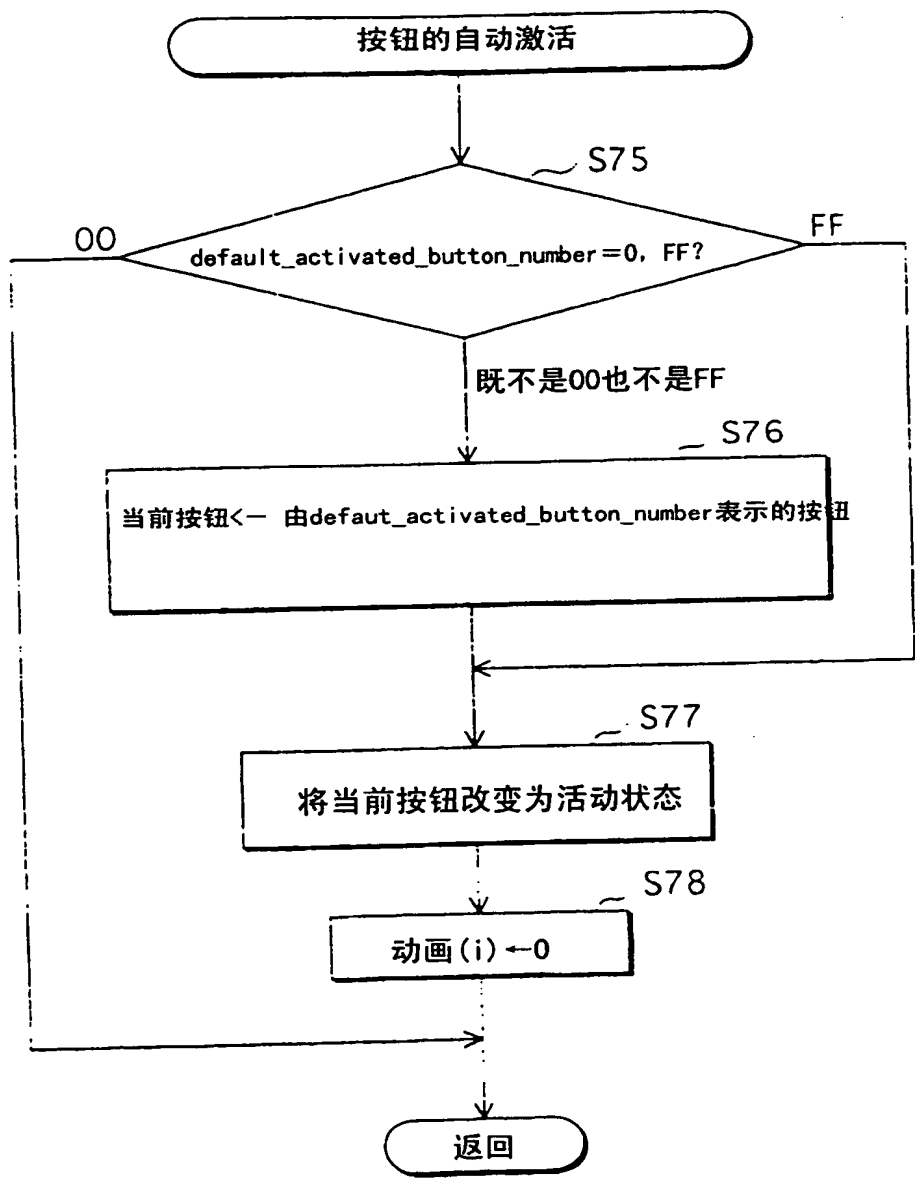 按钮的自动激活
S75
00
FF
default_activated_button_number=0, FF?
既不是00也不是FF
S76
当前按钮<— 由defaut_activated_button_number表示的按钮
S77
将当前按钮改变为活动状态
S78
动画(i)←0
返回